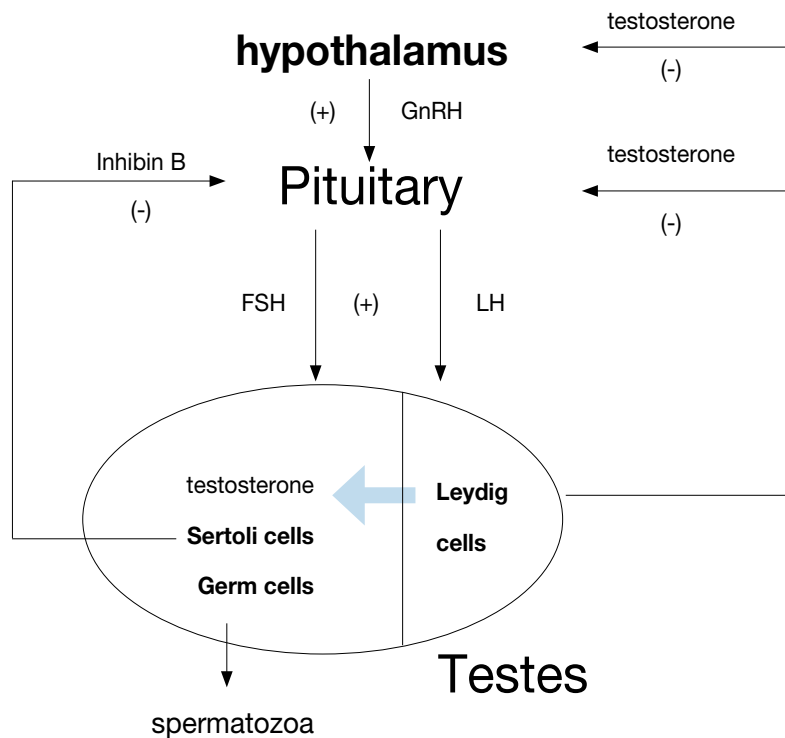 testosterone
hypothalamus
(-)
(+) GnRH
Inhibin B
testosterone
Pituitary
(-)
(-)
FSH (+) LH
testosterone
Leydig
Sertoli cells
cells
Germ cells
Testes
spermatozoa